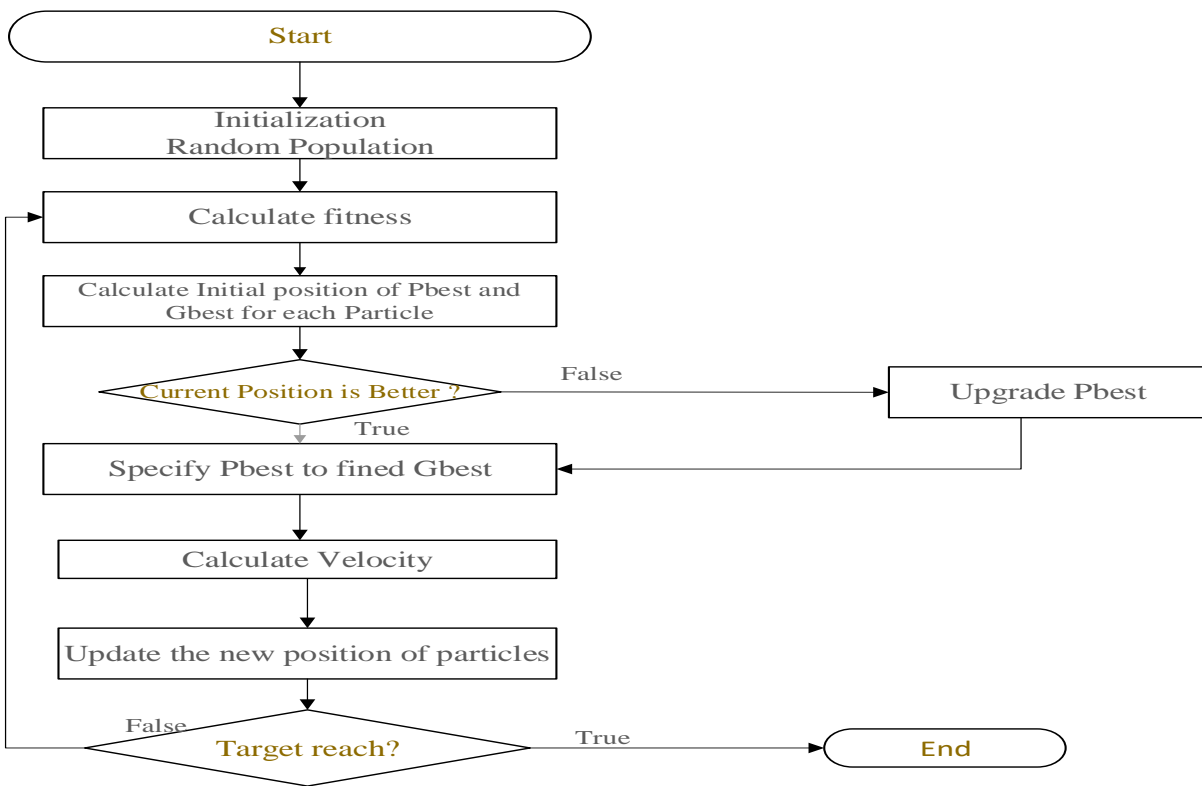 Start
Initialization
Random Population
Calculate fitness
Calculate Initial position of Pbest and
Gbest for each Particle
Current Position is Better ?
False
Upgrade Pbest
True
Specify Pbest to fined Gbest
Calculate Velocity
Update the new position of particles
False
Target reach?
True
End